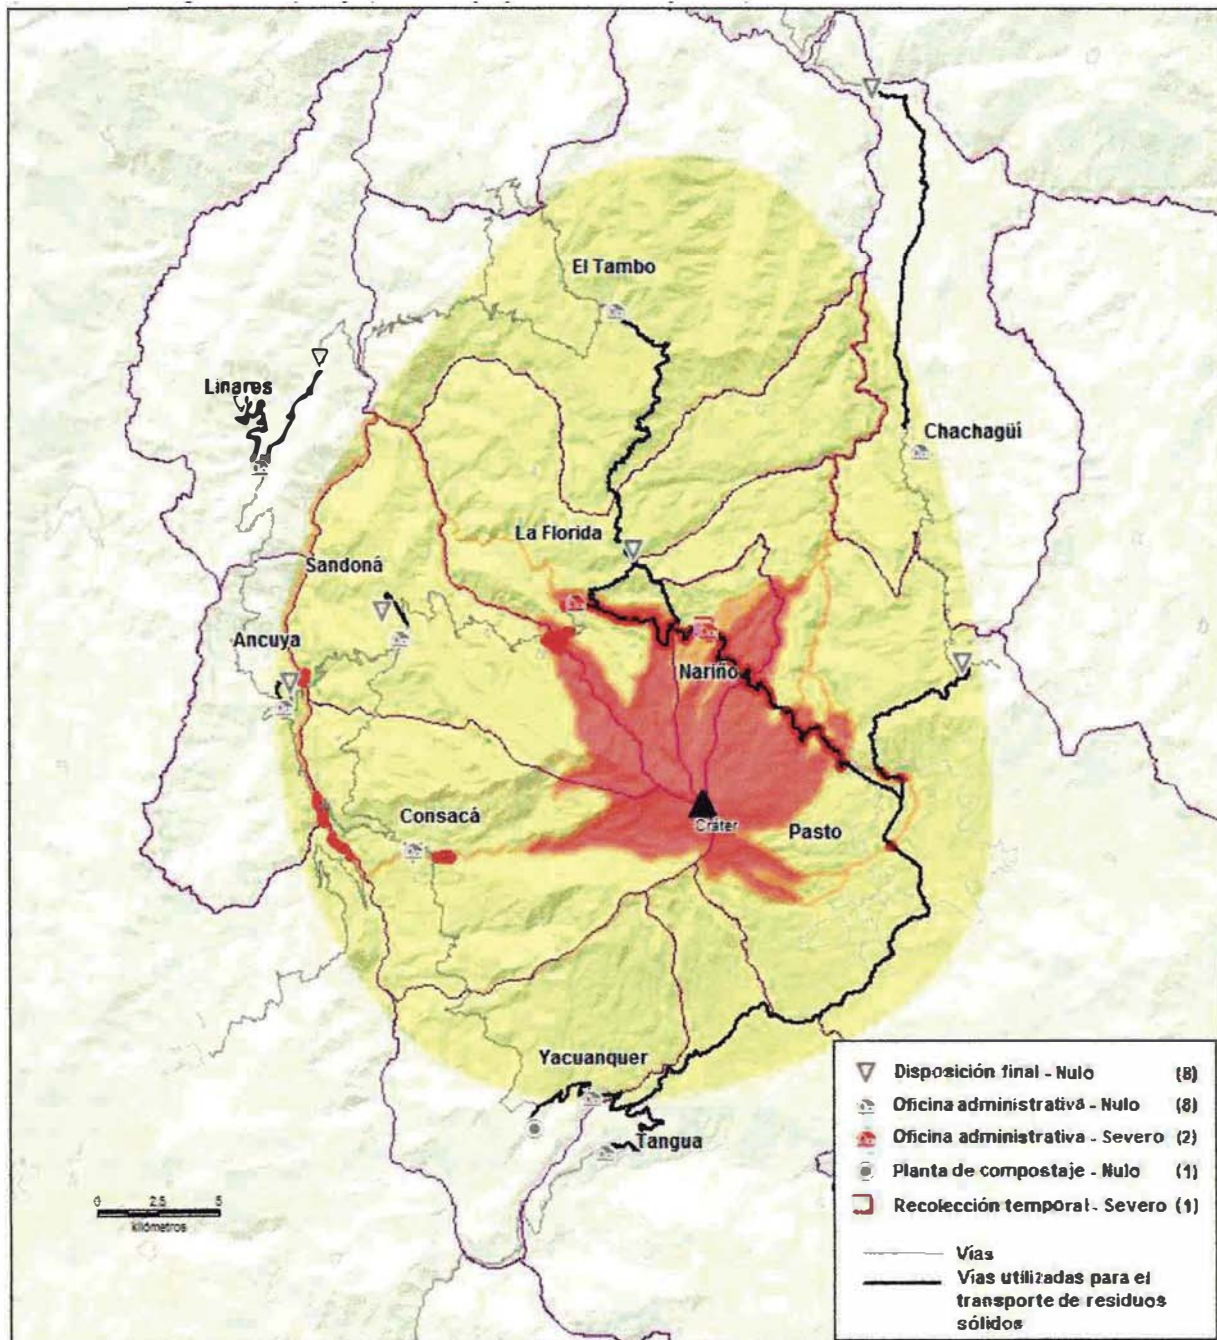 El Tambo
Linares
Chachagüí
La Florida
Sandoná
Ancuya
Nariño
Consacá
Cráter
Pasto
Yacuanquer
Tangua
0 2.5 5
kilómetros
Disposición final - Nulo (8)
Oficina administrativa - Nulo (8)
Oficina administrativa - Severo (2)
Planta de compostaje - Nulo (1)
Recolección temporal - Severo (1)
Vías
Vías utilizadas para el
transporte de residuos
sólidos